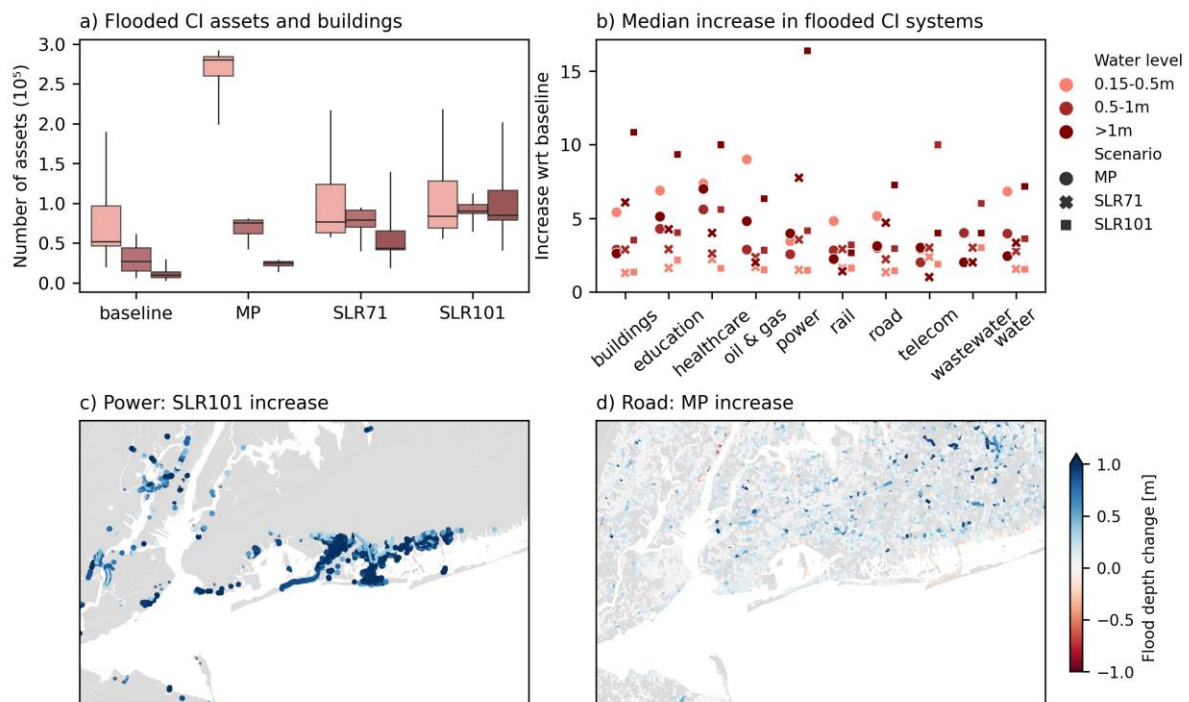 a) Flooded CI assets and buildings
Number of assets (10⁵)
3.0
2.5
2.0
1.5
1.0
0.5
0.0
baseline
MP
SLR71
SLR101
b) Median increase in flooded CI systems
Increase wrt baseline
15
10
5
0
buildings
education
healthcare
oil & gas
power
rail
road
telecom
wastewater
water
Water level
0.15-0.5m
0.5-1m
>1m
Scenario
MP
SLR71
SLR101
c) Power: SLR101 increase
d) Road: MP increase
1.0
0.5
0.0
−0.5
−1.0
Flood depth change [m]